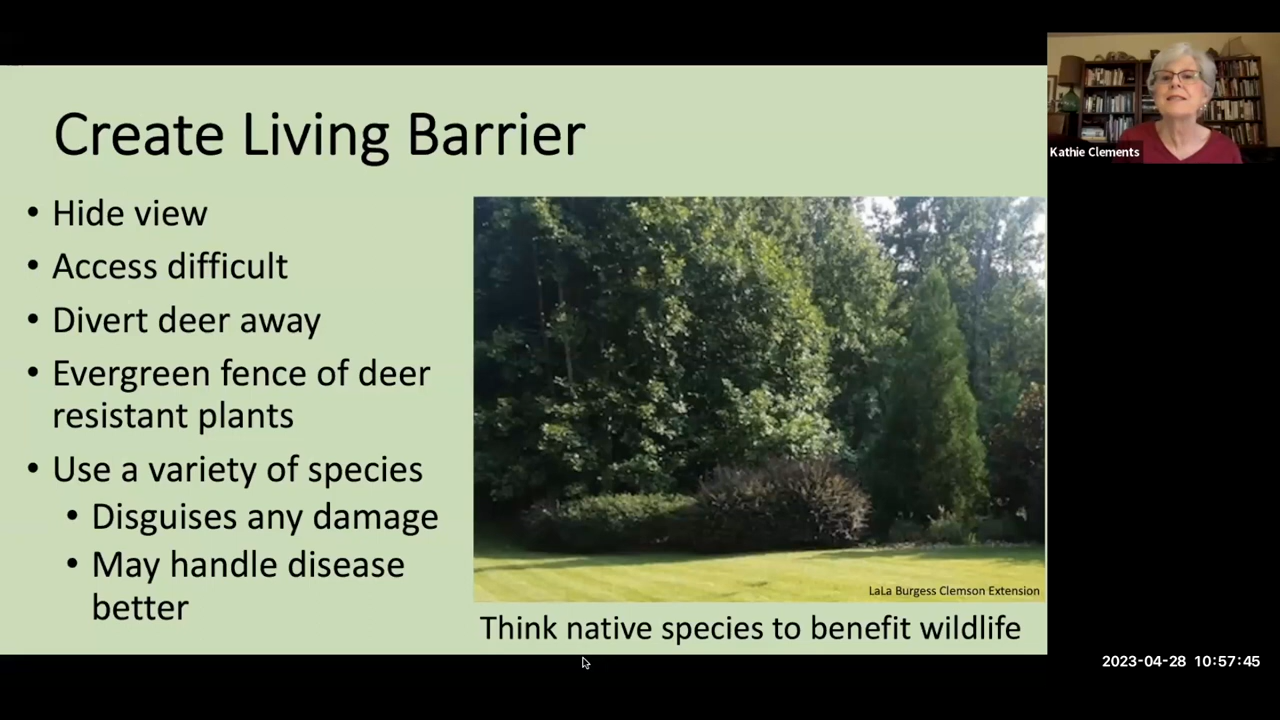 Create Living Barrier
• Hide view
• Access difficult
• Divert deer away
• Evergreen fence of deer
resistant plants
• Use a variety of species
• Disguises any damage
• May handle disease
better
LaLa Burgess Clemson Extension
Think native species to benefit wildlife
Kathie Clements
2023-04-28 10:57:45